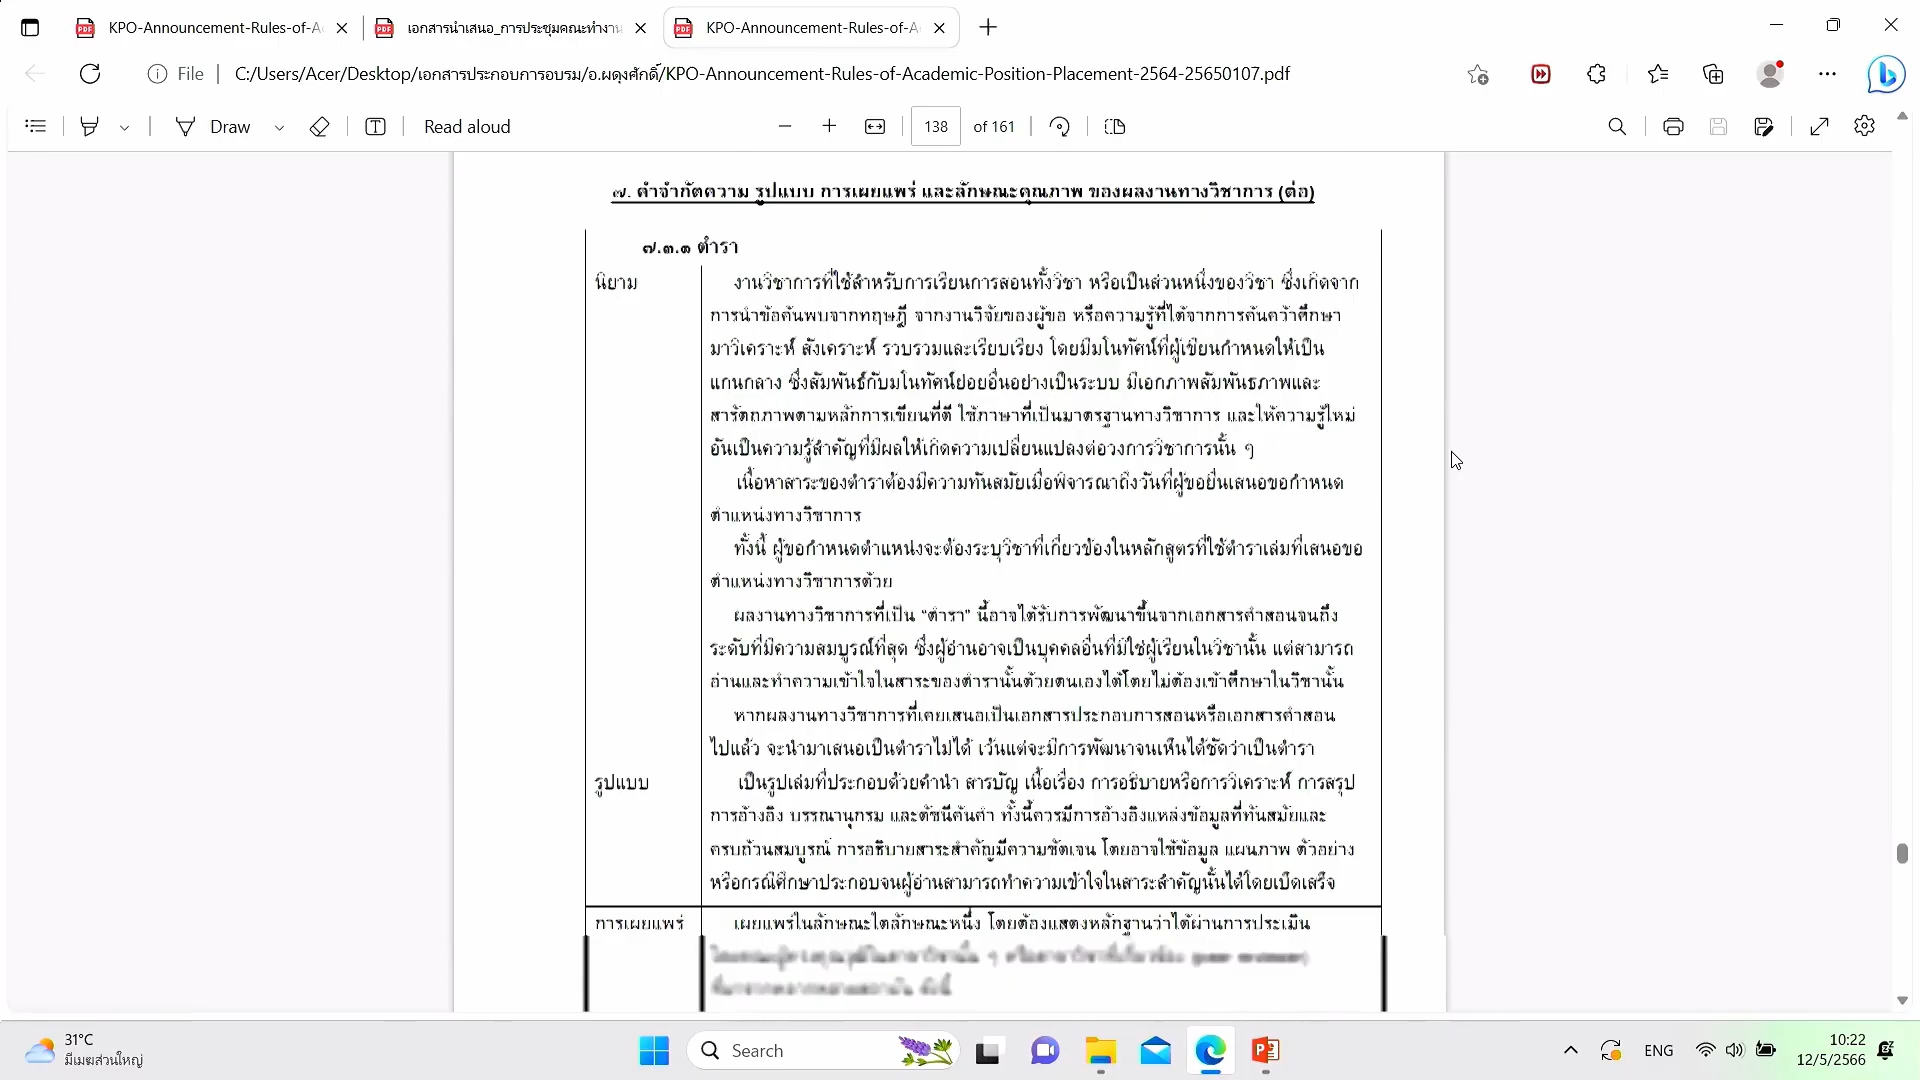 KPO-Announcement-Rules-of-A
เอกสารนำเสนอ_การประชุมคณะทำงาน
KPO-Announcement-Rules-of-A
File
C:/Users/Acer/Desktop/เอกสารประกอบการอบรม/อ.ผดุงศักดิ์/KPO-Announcement-Rules-of-Academic-Position-Placement-2564-25650107.pdf
Draw
Read aloud
138
of 161
๗. คำจำกัดความ รูปแบบ การเผยแพร่ และลักษณะคุณภาพ ของผลงานทางวิชาการ (ต่อ)
๗.๓.๑ ตำรา
นิยาม
งานวิชาการที่ใช้สำหรับการเรียนการสอนทั้งวิชา หรือเป็นส่วนหนึ่งของวิชา ซึ่งเกิดจาก
การนำข้อค้นพบจากทฤษฎี จากงานวิจัยของผู้ขอ หรือความรู้ที่ได้จากการค้นคว้าศึกษา
มาวิเคราะห์ สังเคราะห์ รวบรวมและเรียบเรียง โดยมีมโนทัศน์ที่ผู้เขียนกำหนดให้เป็น
แกนกลาง ซึ่งสัมพันธ์กับมโนทัศน์ย่อยอื่นอย่างเป็นระบบ มีเอกภาพสัมพันธภาพและ
สารัตถภาพตามหลักการเขียนที่ดี ใช้ภาษาที่เป็นมาตรฐานทางวิชาการ และให้ความรู้ใหม่
อันเป็นความรู้สำคัญที่มีผลให้เกิดความเปลี่ยนแปลงต่อวงการวิชาการนั้น ๆ
เนื้อหาสาระของตำราต้องมีความทันสมัยเมื่อพิจารณาถึงวันที่ผู้ขอยื่นเสนอขอกำหนด
ตำแหน่งทางวิชาการ
ทั้งนี้ ผู้ขอกำหนดตำแหน่งจะต้องระบุวิชาที่เกี่ยวข้องในหลักสูตรที่ใช้ตำราเล่มที่เสนอขอ
ตำแหน่งทางวิชาการด้วย
ผลงานทางวิชาการที่เป็น “ตำรา” นี้อาจได้รับการพัฒนาขึ้นจากเอกสารคำสอนจนถึง
ระดับที่มีความสมบูรณ์ที่สุด ซึ่งผู้อ่านอาจเป็นบุคคลอื่นที่มิใช่ผู้เรียนในวิชานั้น แต่สามารถ
อ่านและทำความเข้าใจในสาระของตำรานั้นด้วยตนเองได้โดยไม่ต้องเข้าศึกษาในวิชานั้น
หากผลงานทางวิชาการที่เคยเสนอเป็นเอกสารประกอบการสอนหรือเอกสารคำสอน
ไปแล้ว จะนำมาเสนอเป็นตำราไม่ได้ เว้นแต่จะมีการพัฒนาจนเห็นได้ชัดว่าเป็นตำรา
รูปแบบ
เป็นรูปเล่มที่ประกอบด้วยคำนำ สารบัญ เนื้อเรื่อง การอธิบายหรือการวิเคราะห์ การสรุป
การอ้างอิง บรรณานุกรม และดัชนีค้นคำ ทั้งนี้ควรมีการอ้างอิงแหล่งข้อมูลที่ทันสมัยและ
ครบถ้วนสมบูรณ์ การอธิบายสาระสำคัญมีความชัดเจน โดยอาจใช้ข้อมูล แผนภาพ ตัวอย่าง
หรือกรณีศึกษาประกอบจนผู้อ่านสามารถทำความเข้าใจในสาระสำคัญนั้นได้โดยเบ็ดเสร็จ
การเผยแพร่
เผยแพร่ในลักษณะใดลักษณะหนึ่ง โดยต้องแสดงหลักฐานว่าได้ผ่านการประเมิน
31°C
มีเมฆส่วนใหญ่
Search
ENG
10:22
12/5/2566